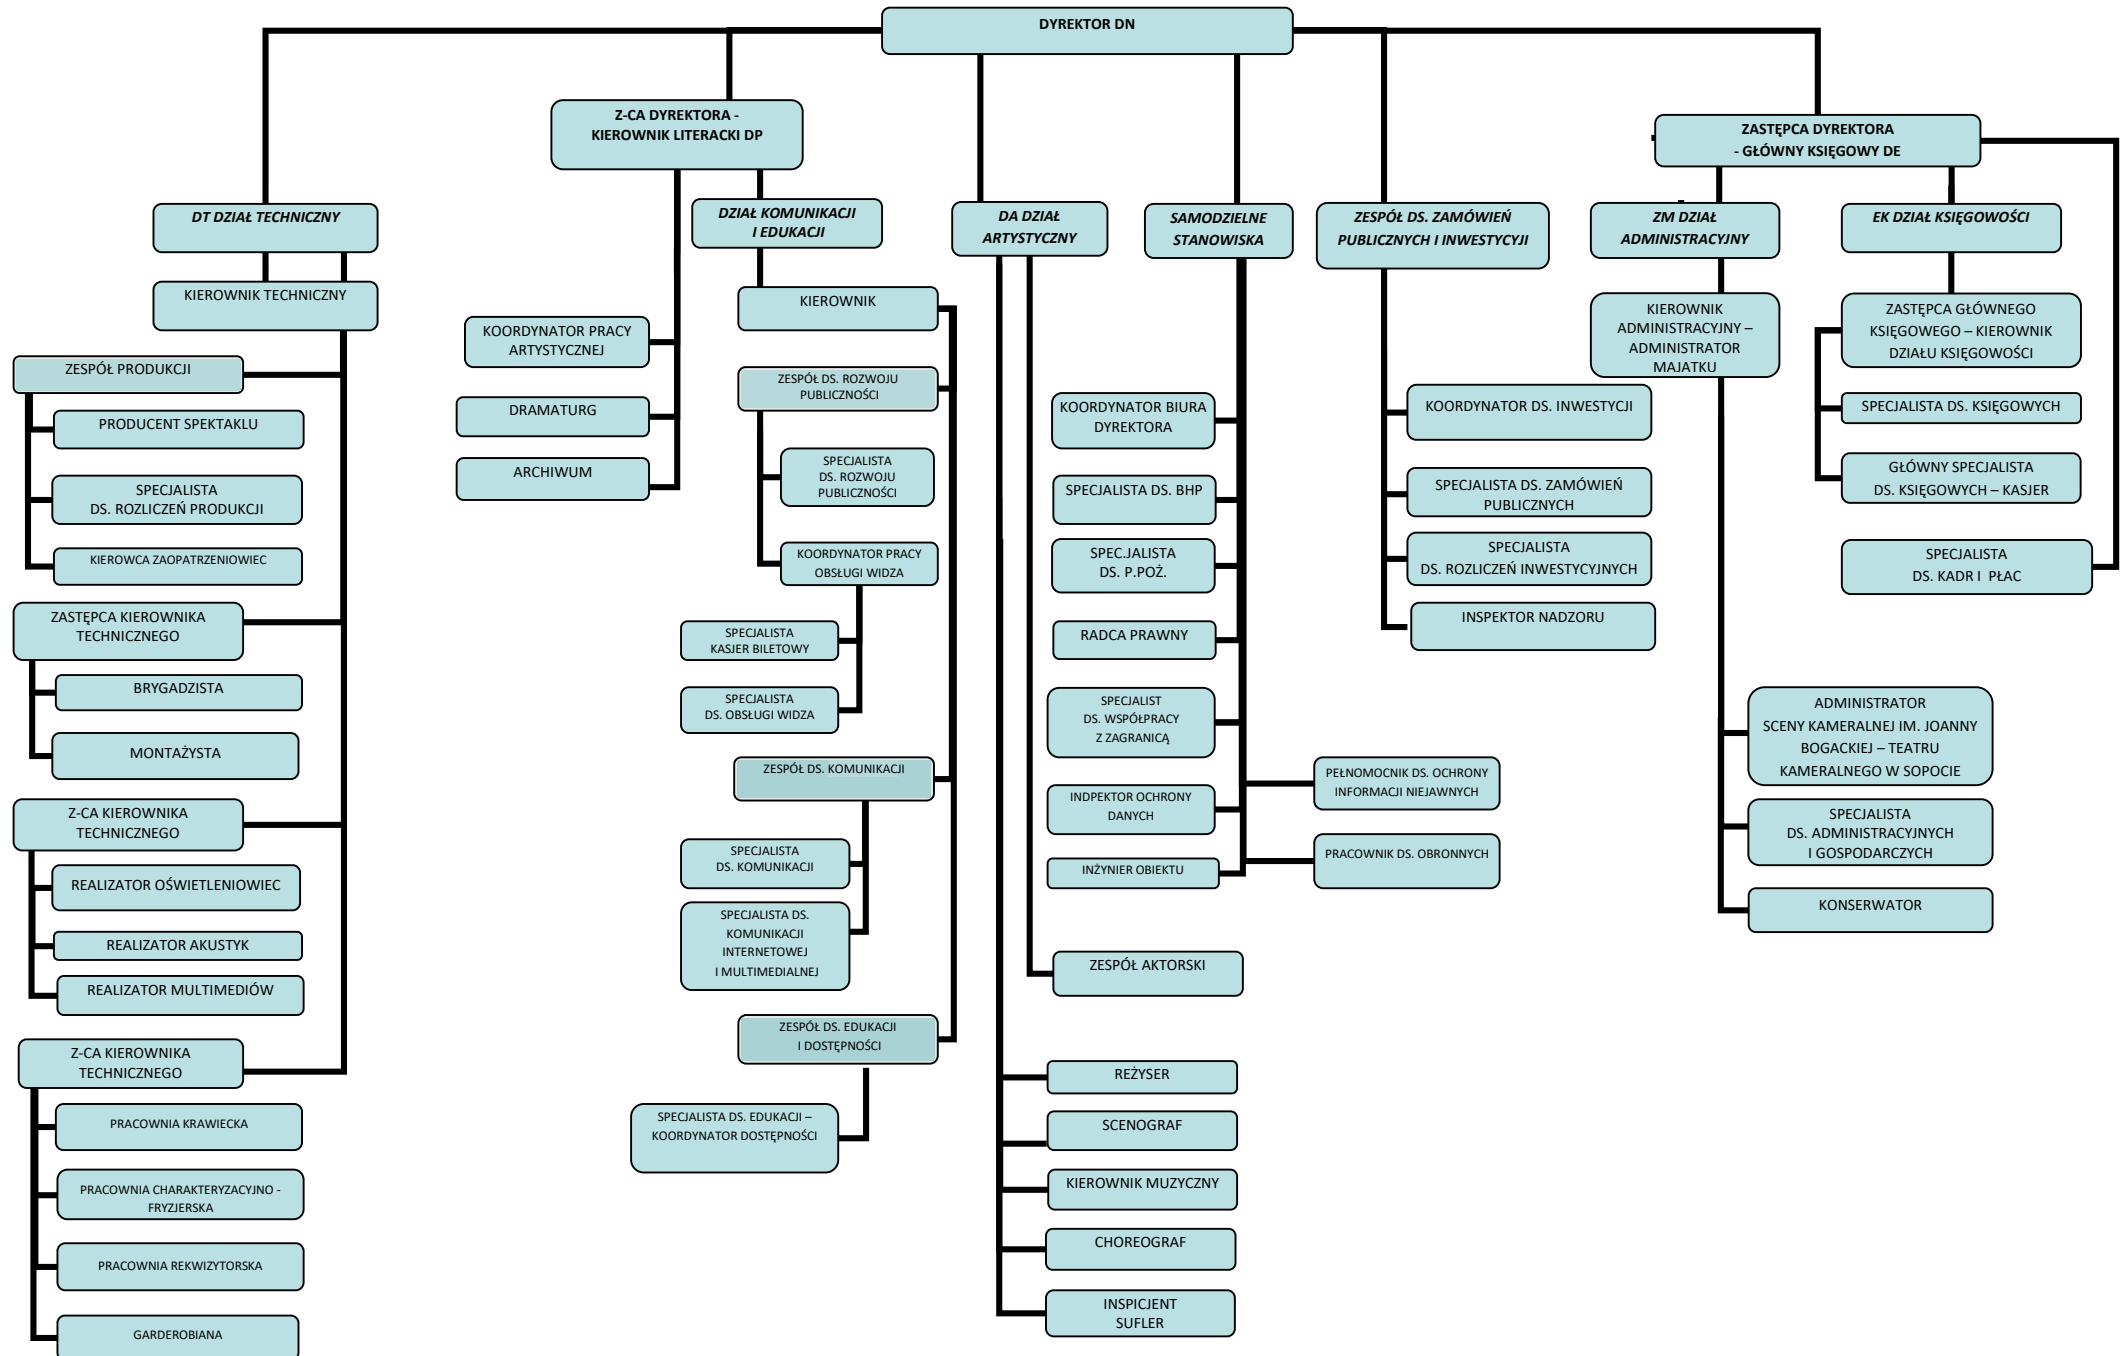 DYREKTOR DN
Z-CA DYREKTORA -
KIEROWNIK LITERACKI DP
ZASTĘPCA DYREKTORA
- GŁÓWNY KSIĘGOWY DE
DT DZIAŁ TECHNICZNY
KIEROWNIK TECHNICZNY
ZESPÓŁ PRODUKCJI
PRODUCENT SPEKTAKLU
SPECJALISTA
DS. ROZLICZEŃ PRODUKCJI
KIEROWCA ZAOPATRZENIOWIEC
ZASTĘPCA KIEROWNIKA
TECHNICZNEGO
BRYGADZISTA
MONTAŻYSTA
Z-CA KIEROWNIKA
TECHNICZNEGO
REALIZATOR OŚWIETLENIOWIEC
REALIZATOR AKUSTYK
REALIZATOR MULTIMEDIÓW
Z-CA KIEROWNIKA
TECHNICZNEGO
PRACOWNIA KRAWIECKA
PRACOWNIA CHARAKTERYZACYJNO -
FRYZJERSKA
PRACOWNIA REKWIZYTORSKA
GARDEROBIANA
KOORDYNATOR PRACY
ARTYSTYCZNEJ
DRAMATURG
ARCHIWUM
DZIAŁ KOMUNIKACJI
I EDUKACJI
KIEROWNIK
ZESPÓŁ DS. ROZWOJU
PUBLICZNOŚCI
SPECJALISTA
DS. ROZWOJU
PUBLICZNOŚCI
KOORDYNATOR PRACY
OBSŁUGI WIDZA
SPECJALISTA
KASJER BILETOWY
SPECJALISTA
DS. OBSŁUGI WIDZA
ZESPÓŁ DS. KOMUNIKACJI
SPECJALISTA
DS. KOMUNIKACJI
SPECJALISTA DS.
KOMUNIKACJI
INTERNETOWEJ
I MULTIMEDIALNEJ
ZESPÓŁ DS. EDUKACJI
I DOSTĘPNOŚCI
SPECJALISTA DS. EDUKACJI –
KOORDYNATOR DOSTĘPNOŚCI
DA DZIAŁ
ARTYSTYCZNY
ZESPÓŁ AKTORSKI
REŻYSER
SCENOGRAF
KIEROWNIK MUZYCZNY
CHOREOGRAF
INSPICJENT
SUFLER
SAMODZIELNE
STANOWISKA
KOORDYNATOR BIURA
DYREKTORA
SPECJALISTA DS. BHP
SPEC.JALISTA
DS. P.POŻ.
RADCA PRAWNY
SPECJALIST
DS. WSPÓŁPRACY
Z ZAGRANICĄ
INDPEKTOR OCHRONY
DANYCH
INŻYNIER OBIEKTU
PEŁNOMOCNIK DS. OCHRONY
INFORMACJI NIEJAWNYCH
PRACOWNIK DS. OBRONNYCH
ZESPÓŁ DS. ZAMÓWIEŃ
PUBLICZNYCH I INWESTYCYJI
KOORDYNATOR DS. INWESTYCJI
SPECJALISTA DS. ZAMÓWIEŃ
PUBLICZNYCH
SPECJALISTA
DS. ROZLICZEŃ INWESTYCYJNYCH
INSPEKTOR NADZORU
ZM DZIAŁ
ADMINISTRACYJNY
KIEROWNIK
ADMINISTRACYJNY –
ADMINISTRATOR
MAJATKU
ADMINISTRATOR
SCENY KAMERALNEJ IM. JOANNY
BOGACKIEJ – TEATRU
KAMERALNEGO W SOPOCIE
SPECJALISTA
DS. ADMINISTRACYJNYCH
I GOSPODARCZYCH
KONSERWATOR
EK DZIAŁ KSIĘGOWOŚCI
ZASTĘPCA GŁÓWNEGO
KSIĘGOWEGO – KIEROWNIK
DZIAŁU KSIĘGOWOŚCI
SPECJALISTA DS. KSIĘGOWYCH
GŁÓWNY SPECJALISTA
DS. KSIĘGOWYCH – KASJER
SPECJALISTA
DS. KADR I PŁAC